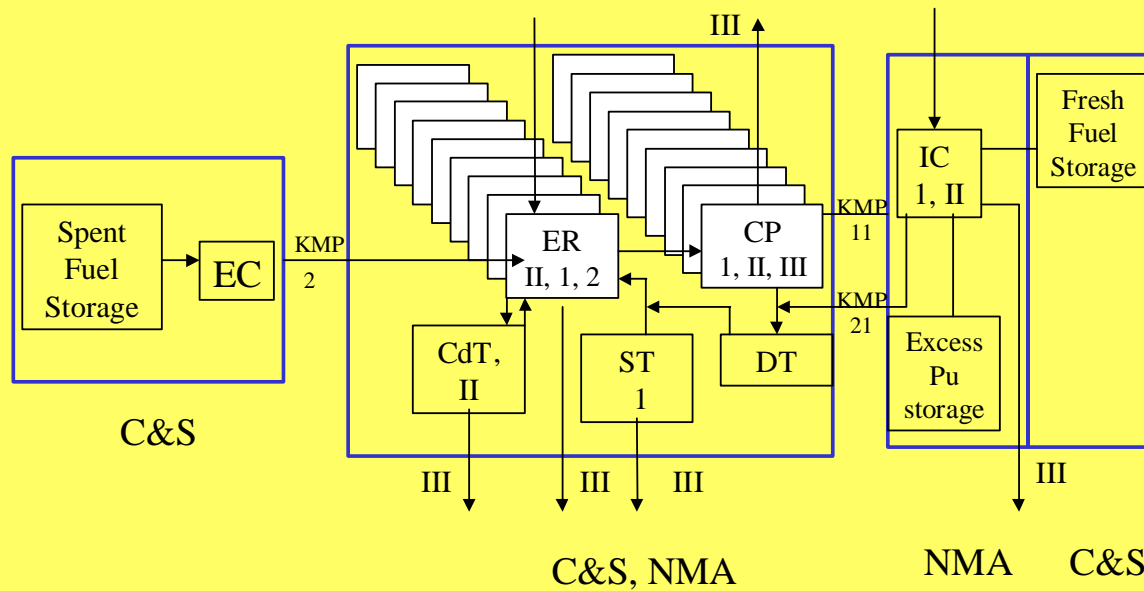 III
Spent
Fuel
Storage
EC
KMP
2
ER
II, 1, 2
CP
1, II, III
KMP
11
KMP
21
IC
1, II
Fresh
Fuel
Storage
CdT,
II
ST
1
DT
Excess
Pu
storage
III
III
III
III
C&S
C&S, NMA
NMA
C&S